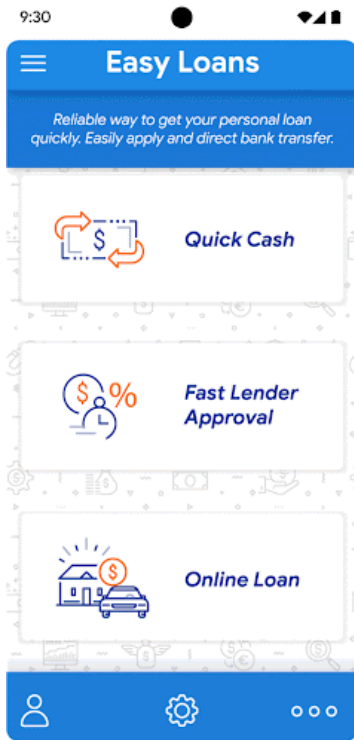 9:30
Easy Loans
Reliable way to get your personal loan
quickly. Easily apply and direct bank transfer.
$
Quick Cash
$ %
Fast Lender
Approval
$
Online Loan